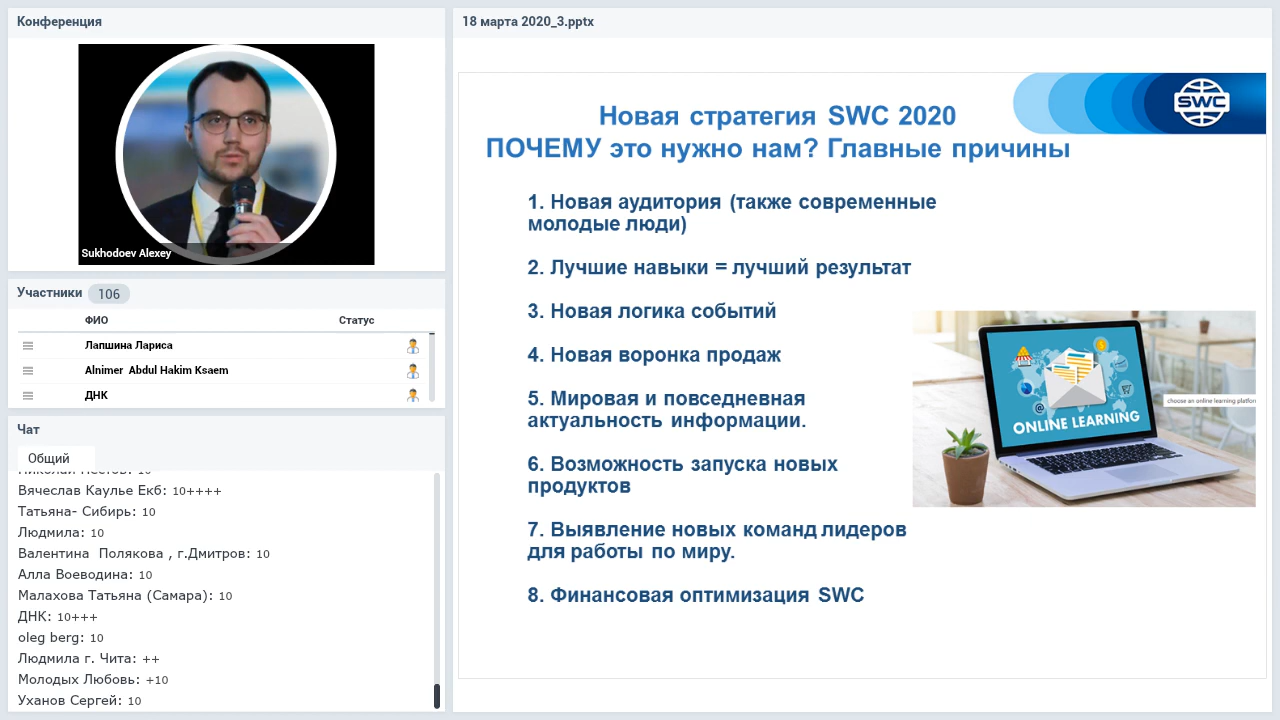 Конференция
Sukhodoev Alexey
Участники 106
ФИО Статус
Лапшина Лариса
Alnimer Abdul Hakim Ksaem
ДНК
Чат
Общий
Вячеслав Каулье Екб: 10++++
Татьяна- Сибирь: 10
Людмила: 10
Валентина Полякова , г.Дмитров: 10
Алла Воеводина: 10
Малахова Татьяна (Самара): 10
ДНК: 10+++
oleg berg: 10
Людмила г. Чита: ++
Молодых Любовь: +10
Уханов Сергей: 10
18 марта 2020_3.pptx
SWC
Новая стратегия SWC 2020
ПОЧЕМУ это нужно нам? Главные причины
1. Новая аудитория (также современные
молодые люди)
2. Лучшие навыки = лучший результат
3. Новая логика событий
4. Новая воронка продаж
5. Мировая и повседневная
актуальность информации.
6. Возможность запуска новых
продуктов
7. Выявление новых команд лидеров
для работы по миру.
8. Финансовая оптимизация SWC
choose an online learning platfor
ONLINE LEARNING